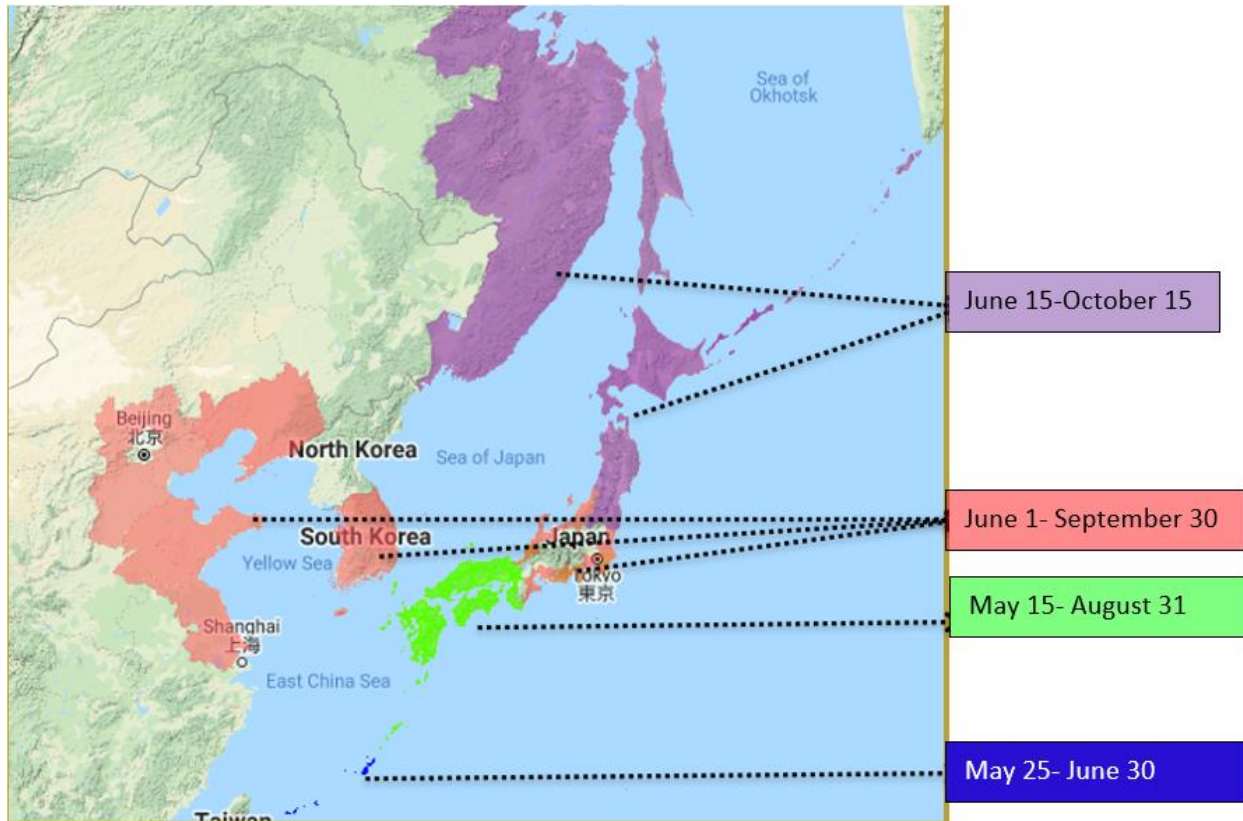 Sea of
Okhotsk
June 15-October 15
Beijing
北京
North Korea
Sea of Japan
June 1- September 30
South Korea
Japan
Yellow Sea
Tokyo
東京
May 15- August 31
Shanghai
上海
East China Sea
May 25- June 30
Taiwan